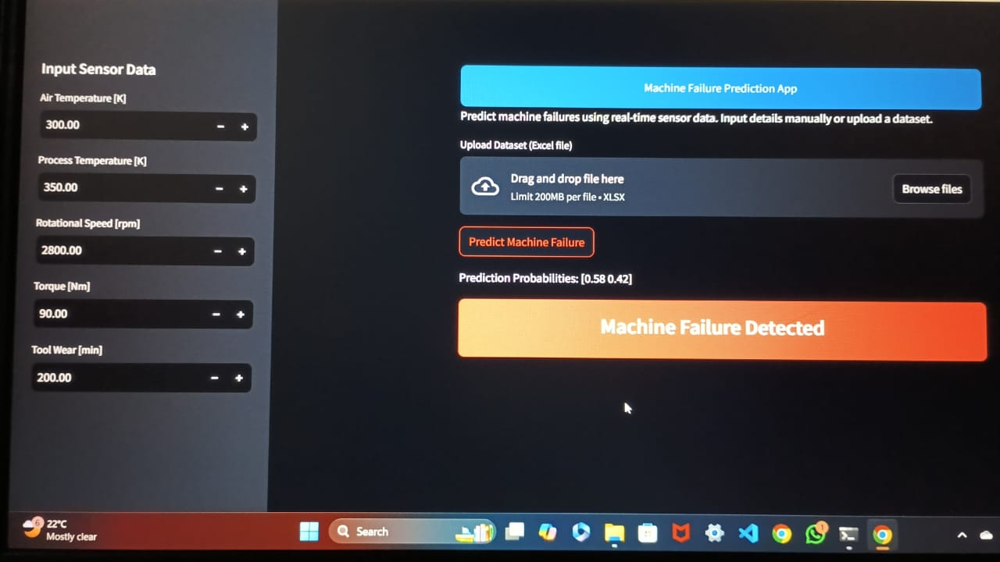 Input Sensor Data
Air Temperature [K]
300.00
Process Temperature [K]
350.00
Rotational Speed [rpm]
2800.00
Torque [Nm]
90.00
Tool Wear [min]
200.00
Machine Failure Prediction App
Predict machine failures using real-time sensor data. Input details manually or upload a dataset.
Upload Dataset (Excel file)
Drag and drop file here
Limit 200MB per file • XLSX
Browse files
Predict Machine Failure
Prediction Probabilities: [0.58 0.42]
Machine Failure Detected
6
22°C
Mostly clear
Search
1